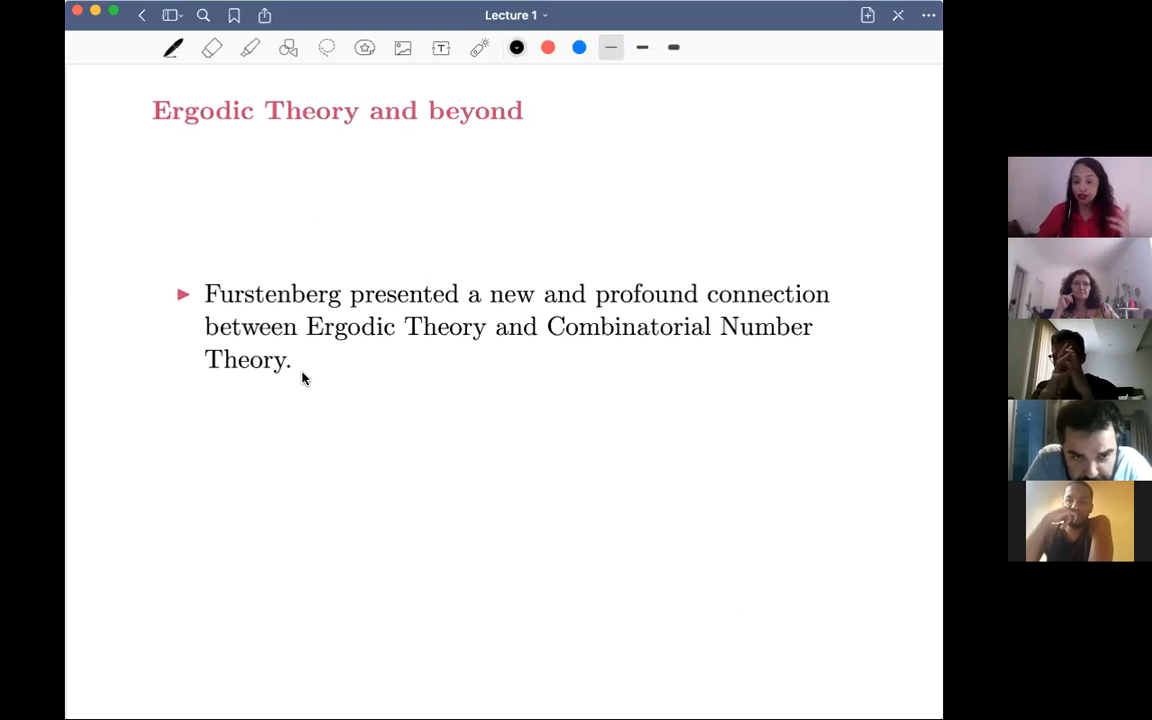 Lecture 1
Ergodic Theory and beyond
Furstenberg presented a new and profound connection
between Ergodic Theory and Combinatorial Number
Theory.